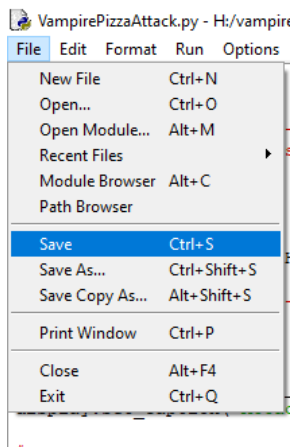 VampirePizzaAttack.py - H:/vampire
File Edit Format Run Options
New File Ctrl+N
Open... Ctrl+O
Open Module... Alt+M
Recent Files
Module Browser Alt+C
Path Browser
Save Ctrl+S
Save As... Ctrl+Shift+S
Save Copy As... Alt+Shift+S
Print Window Ctrl+P
Close Alt+F4
Exit Ctrl+Q